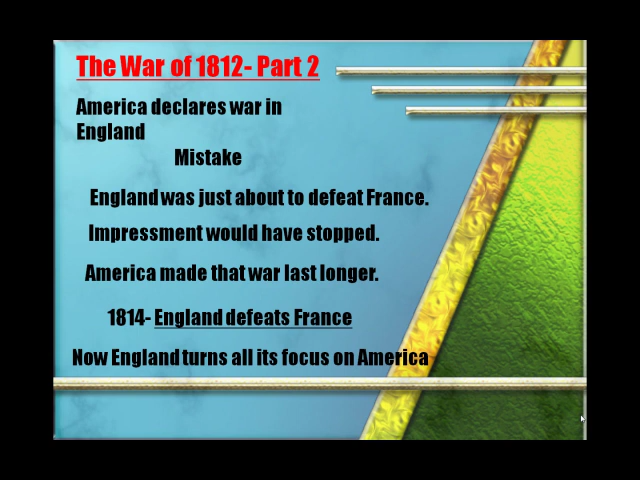 The War of 1812- Part 2
America declares war in
England
Mistake
England was just about to defeat France.
Impressment would have stopped.
America made that war last longer.
1814- England defeats France
Now England turns all its focus on America